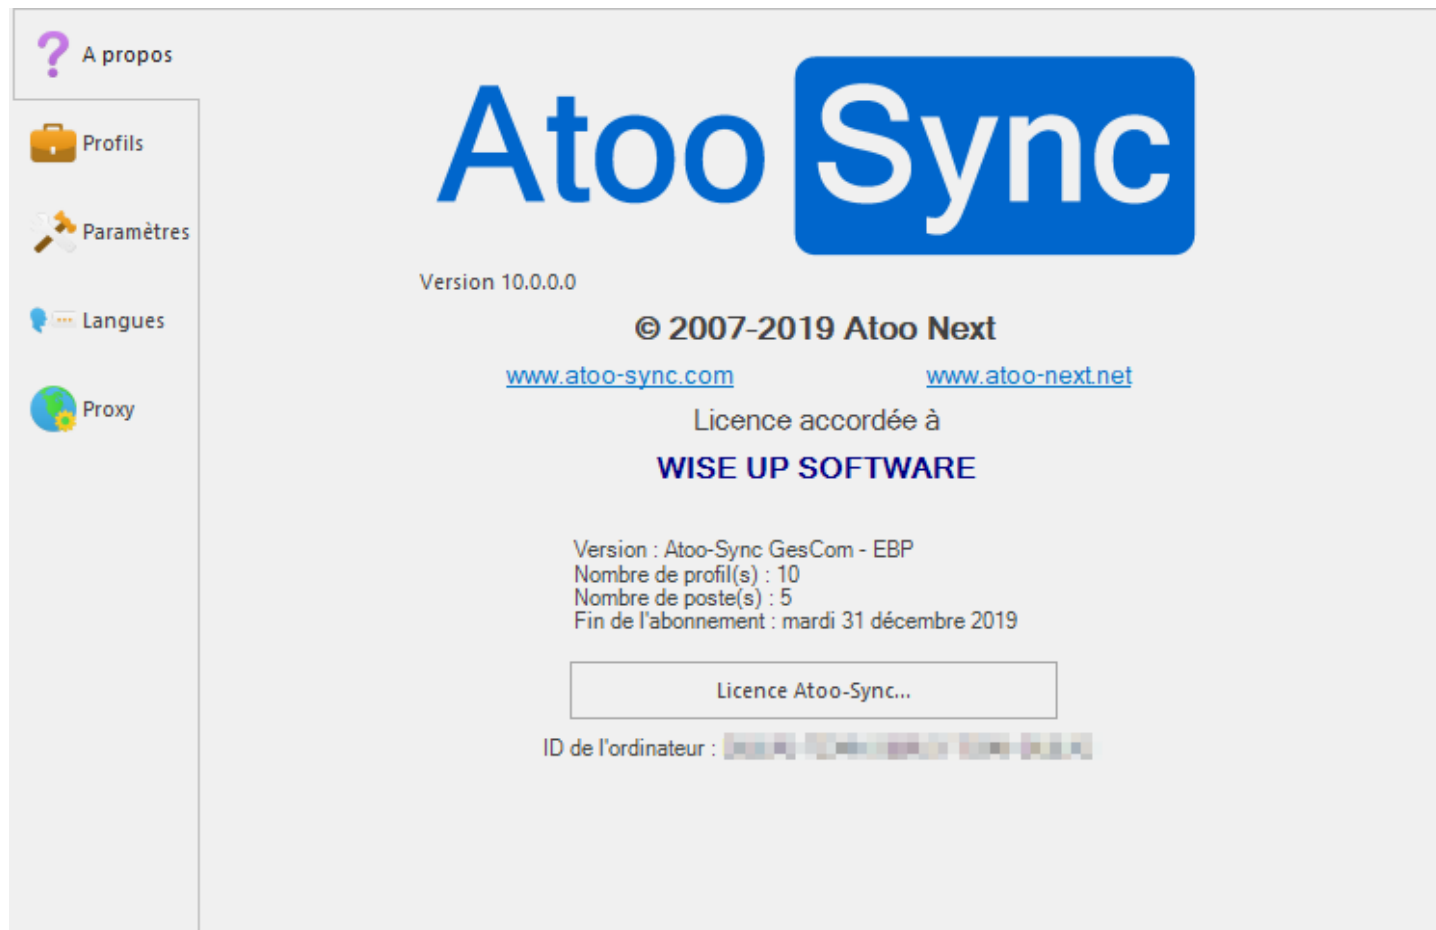 A propos
Profils
Paramètres
Langues
Proxy
Atoo Sync
Version 10.0.0.0
© 2007-2019 Atoo Next
www.atoo-sync.com www.atoo-next.net
Licence accordée à
WISE UP SOFTWARE
Version : Atoo-Sync GesCom - EBP
Nombre de profil(s) : 10
Nombre de poste(s) : 5
Fin de l'abonnement : mardi 31 décembre 2019
Licence Atoo-Sync...
ID de l'ordinateur :